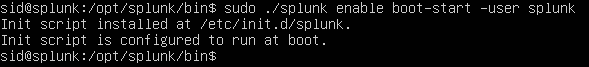 sid@splunk:/opt/splunk/bin$ sudo ./splunk enable boot-start -user splunk
Init script installed at /etc/init.d/splunk.
Init script is configured to run at boot.
sid@splunk:/opt/splunk/bin$